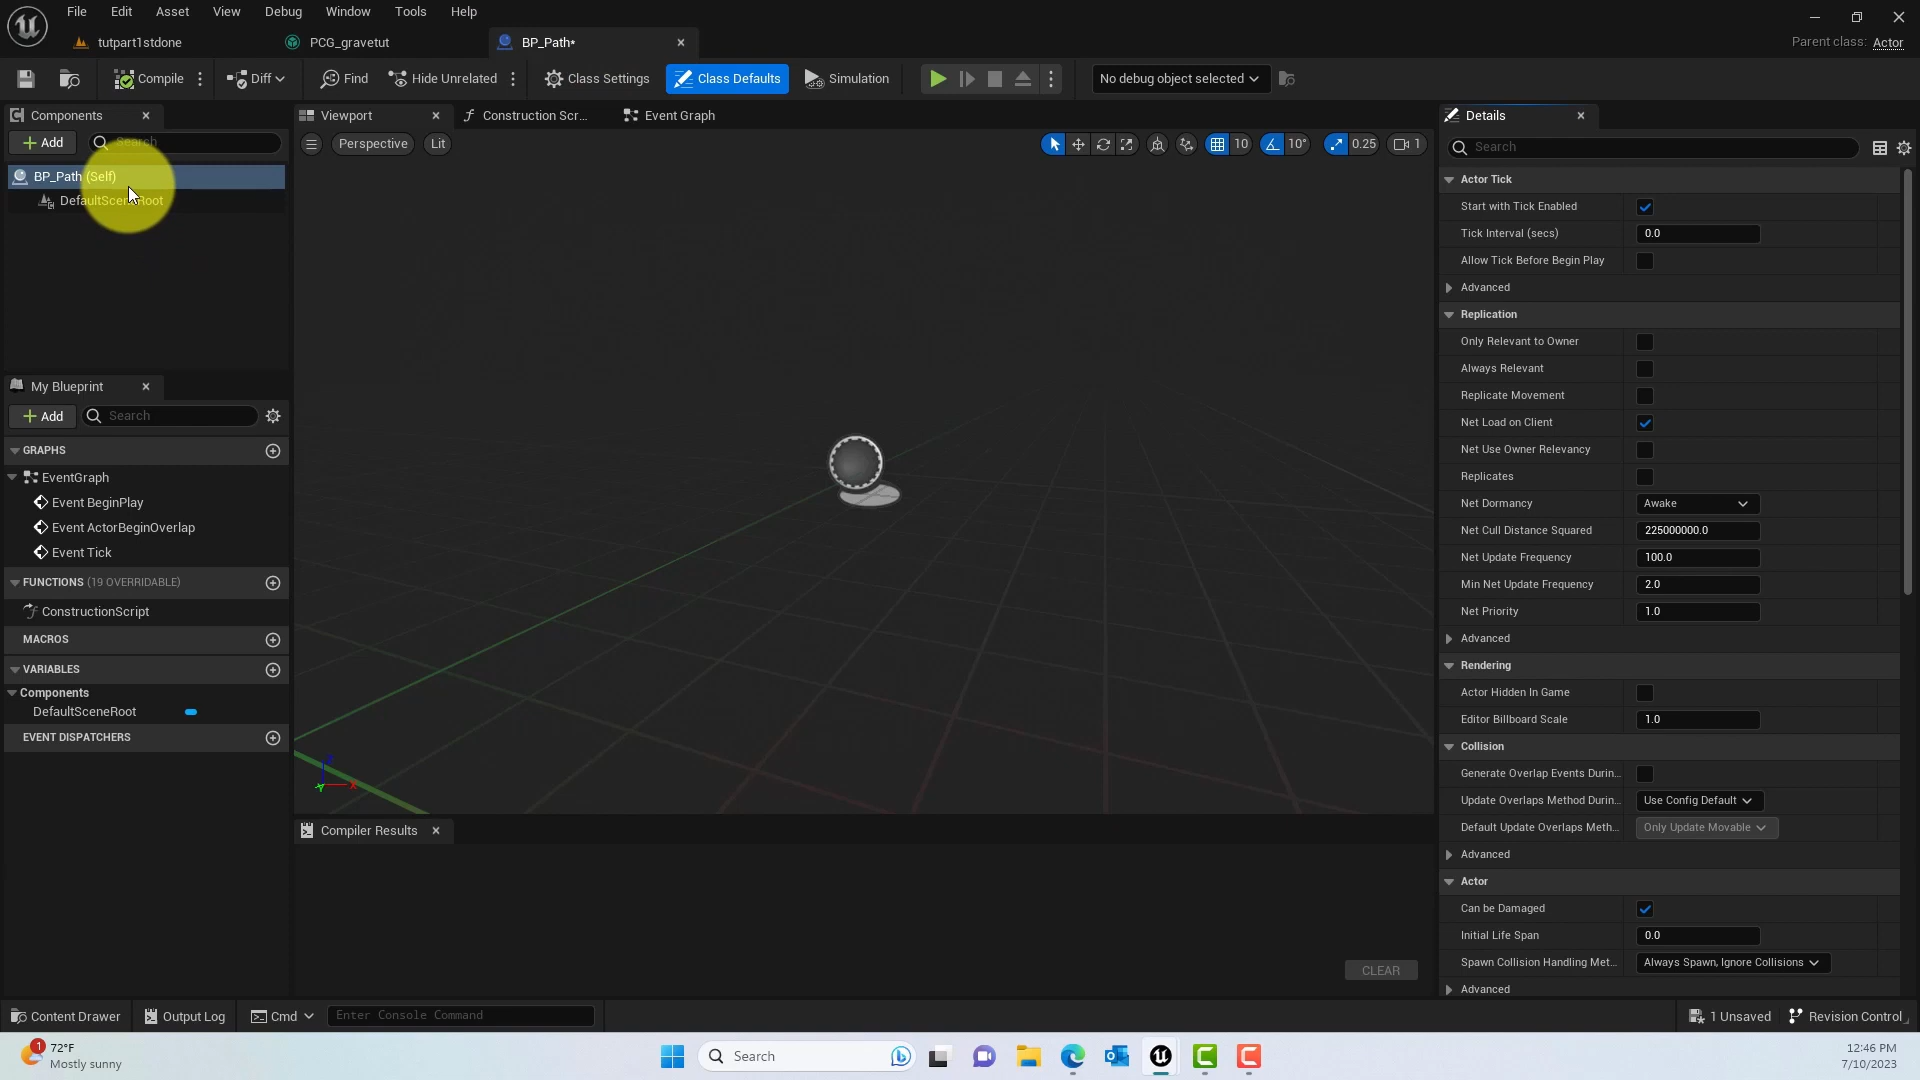 File Edit Asset View Debug Window Tools Help
tutpart1stdone PCG_gravetut BP_Path*
Parent class: Actor
Compile Diff Find Hide Unrelated Class Settings Class Defaults Simulation No debug object selected
Components
Add Search
BP_Path (Self)
DefaultSceneRoot
My Blueprint
Add Search
GRAPHS
EventGraph
Event BeginPlay
Event ActorBeginOverlap
Event Tick
FUNCTIONS (19 OVERRIDABLE)
ConstructionScript
MACROS
VARIABLES
Components
DefaultSceneRoot
EVENT DISPATCHERS
Viewport Construction Scr... Event Graph
Perspective Lit 10 10° 0.25 1
Compiler Results
CLEAR
Details
Search
Actor Tick
Start with Tick Enabled
Tick Interval (secs) 0.0
Allow Tick Before Begin Play
Advanced
Replication
Only Relevant to Owner
Always Relevant
Replicate Movement
Net Load on Client
Net Use Owner Relevancy
Replicates
Net Dormancy Awake
Net Cull Distance Squared 225000000.0
Net Update Frequency 100.0
Min Net Update Frequency 2.0
Net Priority 1.0
Advanced
Rendering
Actor Hidden In Game
Editor Billboard Scale 1.0
Collision
Generate Overlap Events Durin...
Update Overlaps Method Durin... Use Config Default
Default Update Overlaps Meth... Only Update Movable
Advanced
Actor
Can be Damaged
Initial Life Span 0.0
Spawn Collision Handling Met... Always Spawn, Ignore Collisions
Advanced
Content Drawer Output Log Cmd Enter Console Command 1 Unsaved Revision Control
1
72°F
Mostly sunny
Search
12:46 PM
7/10/2023